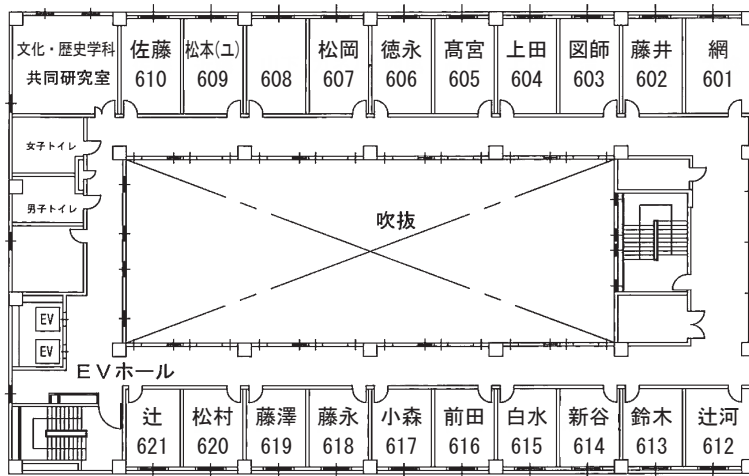 文化・歴史学科
共同研究室
佐藤
610
松本(ユ)
609
608
松岡
607
徳永
606
髙宮
605
上田
604
図師
603
藤井
602
網
601
女子トイレ
男子トイレ
吹抜
EV
EV
EVホール
辻
621
松村
620
藤澤
619
藤永
618
小森
617
前田
616
白水
615
新谷
614
鈴木
613
辻河
612